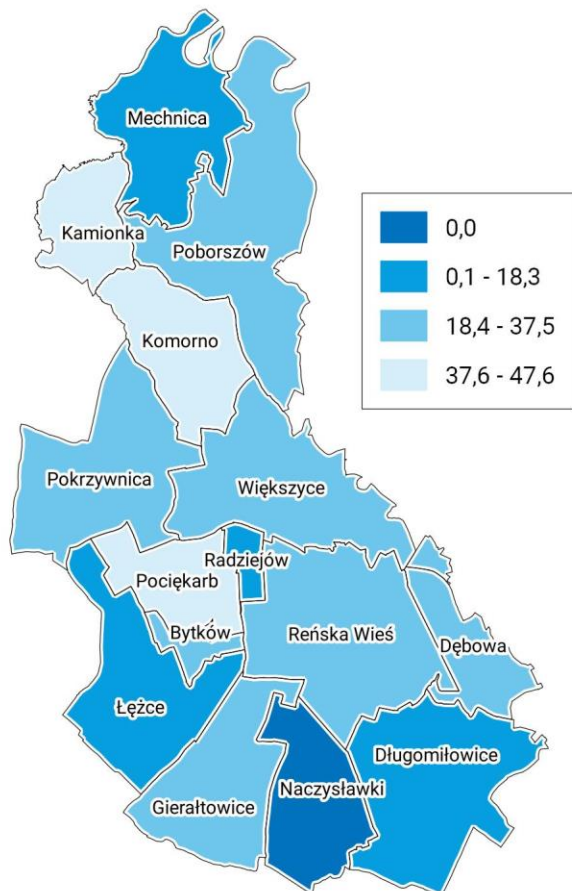 Mechnica
Kamionka
Poborszów
Komorno
Pokrzywnica
Większyce
Radziejów
Pociękarb
Bytków
Reńska Wieś
Dębowa
Łężce
Długomiłowice
Gierałtowice
Naczysławki
0,0
0,1 - 18,3
18,4 - 37,5
37,6 - 47,6